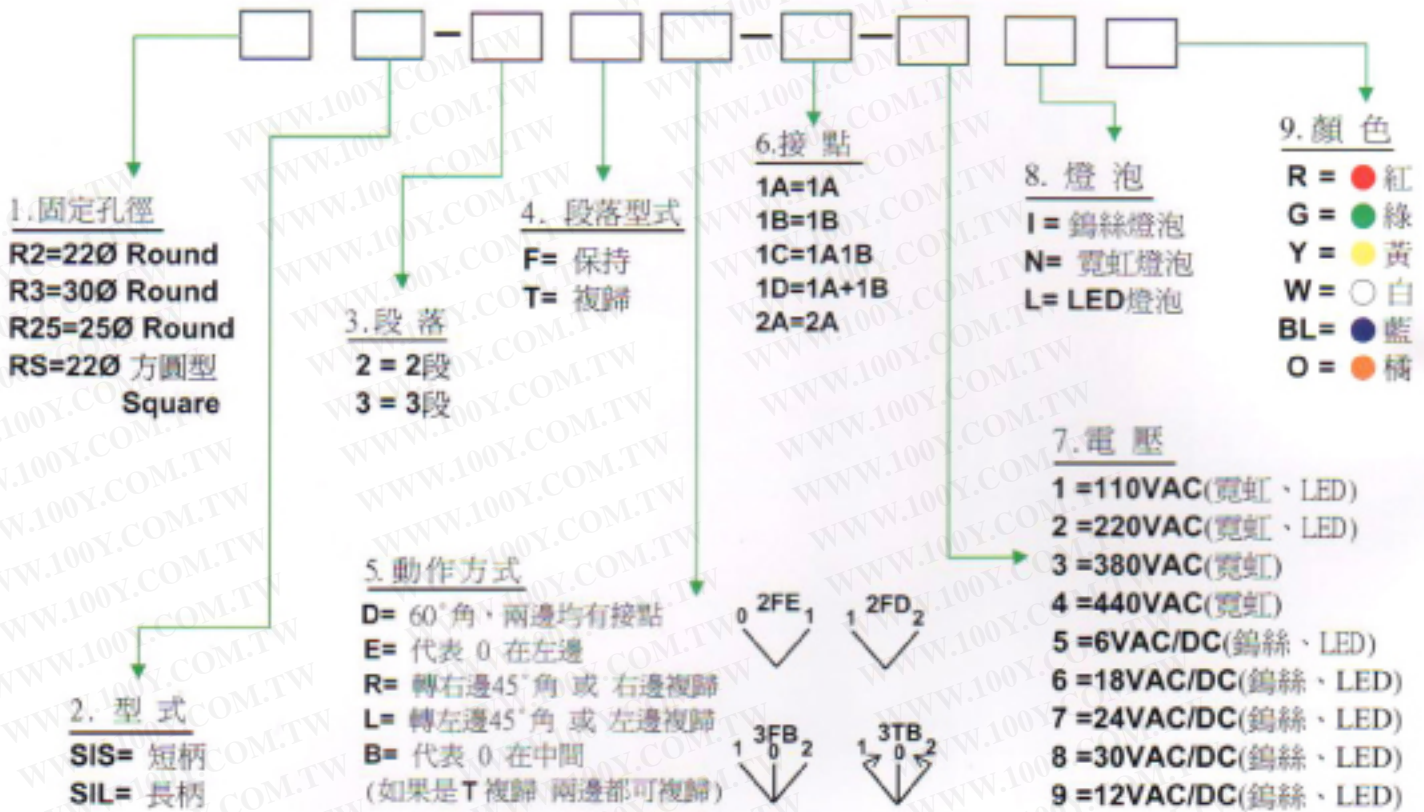 1.固定孔徑
R2=22Ø Round
R3=30Ø Round
R25=25Ø Round
RS=22Ø 方圓型
Square
2. 型 式
SIS= 短柄
SIL= 長柄
3.段 落
2 = 2段
3 = 3段
4. 段落型式
F= 保持
T= 複歸
5. 動作方式
D= 60°角，兩邊均有接點
E= 代表 0 在左邊
R= 轉右邊45°角 或 右邊複歸
L= 轉左邊45°角 或 左邊複歸
B= 代表 0 在中間
(如果是T 複歸 兩邊都可複歸)
0 2FE 1
1 2FD 2
3FB
1 0 2
3TB
1 0 2
6.接 點
1A=1A
1B=1B
1C=1A1B
1D=1A+1B
2A=2A
7.電 壓
1 =110VAC(霓虹、LED)
2 =220VAC(霓虹、LED)
3 =380VAC(霓虹)
4 =440VAC(霓虹)
5 =6VAC/DC(鎢絲、LED)
6 =18VAC/DC(鎢絲、LED)
7 =24VAC/DC(鎢絲、LED)
8 =30VAC/DC(鎢絲、LED)
9 =12VAC/DC(鎢絲、LED)
8. 燈 泡
I = 鎢絲燈泡
N= 霓虹燈泡
L= LED燈泡
9. 顏 色
R = 紅
G = 綠
Y = 黃
W = 白
BL= 藍
O = 橘
WWW.100Y.COM.TW